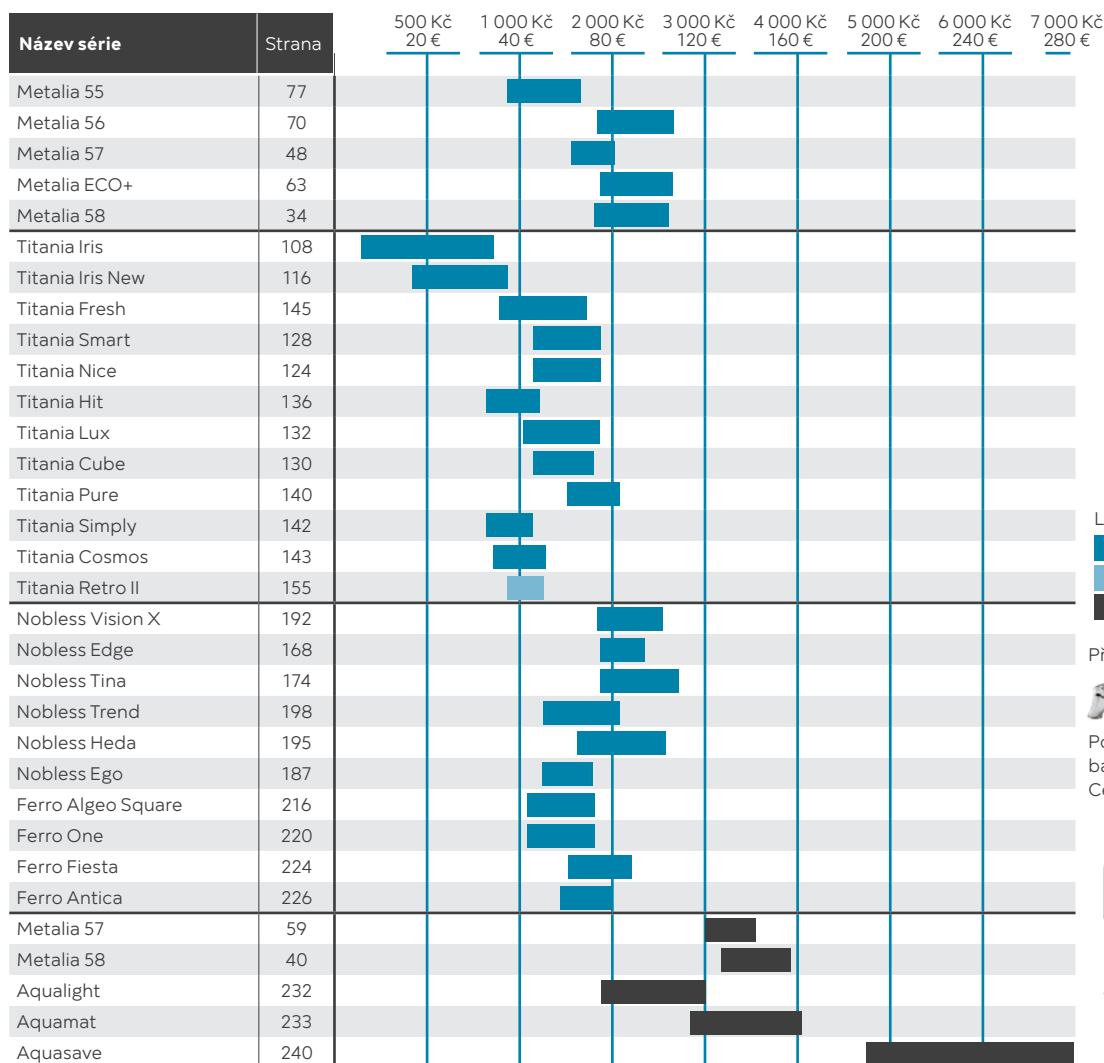 Název série Strana 500 Kč 1 000 Kč 2 000 Kč 3 000 Kč 4 000 Kč 5 000 Kč 6 000 Kč 7 000 Kč
20 € 40 € 80 € 120 € 160 € 200 € 240 € 280 €
Metalia 55 77
Metalia 56 70
Metalia 57 48
Metalia ECO+ 63
Metalia 58 34
Titania Iris 108
Titania Iris New 116
Titania Fresh 145
Titania Smart 128
Titania Nice 124
Titania Hit 136
Titania Lux 132
Titania Cube 130
Titania Pure 140
Titania Simply 142
Titania Cosmos 143
Titania Retro II 155
Nobless Vision X 192
Nobless Edge 168
Nobless Tina 174
Nobless Trend 198
Nobless Heda 195
Nobless Ego 187
Ferro Algeo Square 216
Ferro One 220
Ferro Fiesta 224
Ferro Antica 226
Metalia 57 59
Metalia 58 40
Aqualight 232
Aquamat 233
Aquasave 240